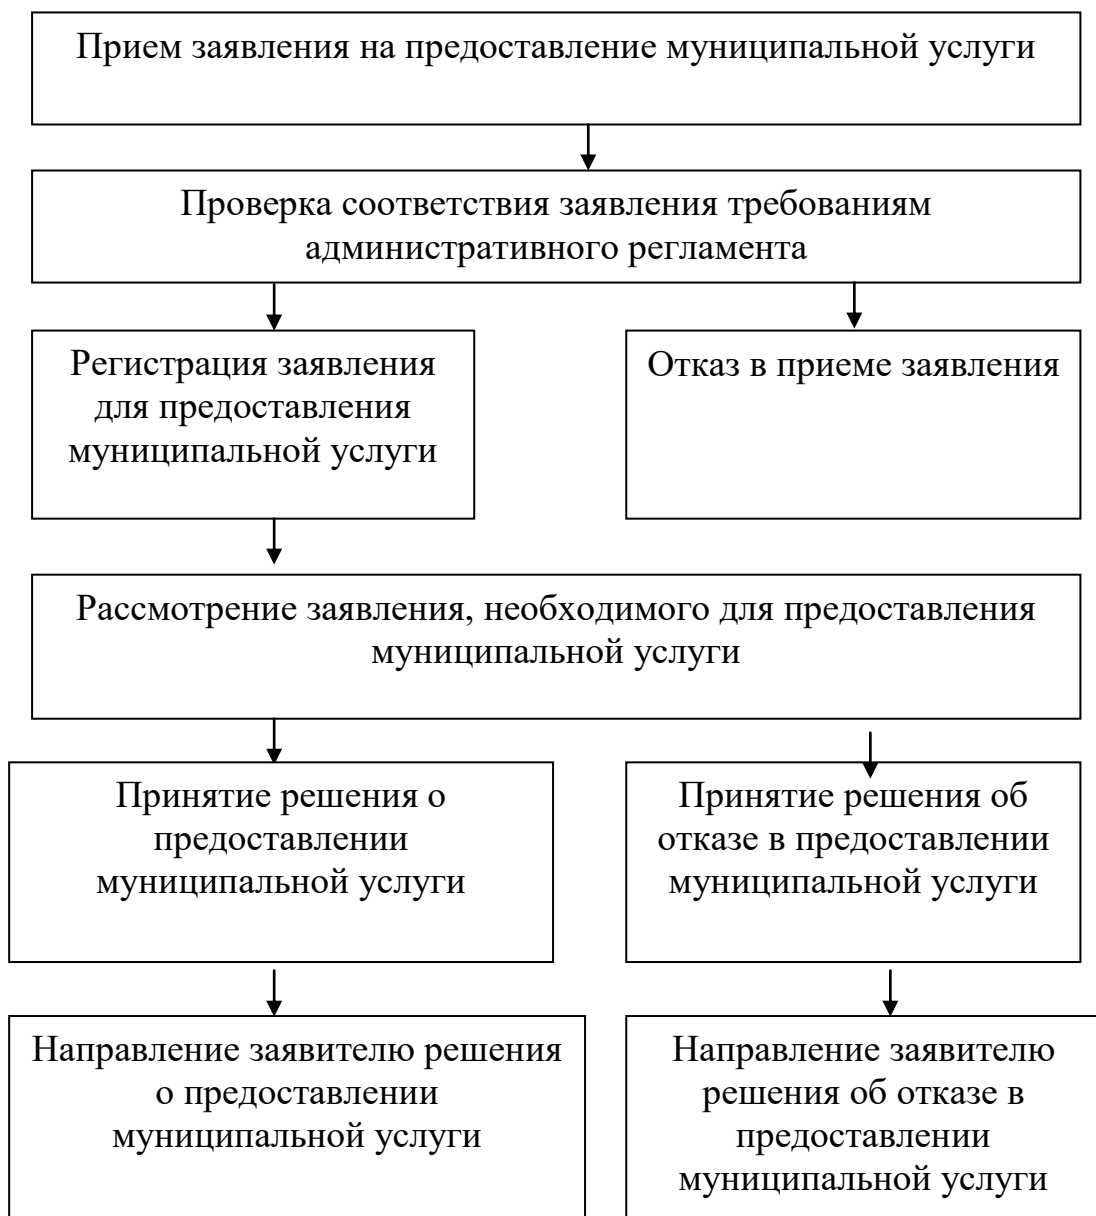 Прием заявления на предоставление муниципальной услуги
Проверка соответствия заявления требованиям
административного регламента
Регистрация заявления
для предоставления
муниципальной услуги
Отказ в приеме заявления
Рассмотрение заявления, необходимого для предоставления
муниципальной услуги
Принятие решения о
предоставлении
муниципальной услуги
Принятие решения об
отказе в предоставлении
муниципальной услуги
Направление заявителю решения
о предоставлении
муниципальной услуги
Направление заявителю
решения об отказе в
предоставлении
муниципальной услуги